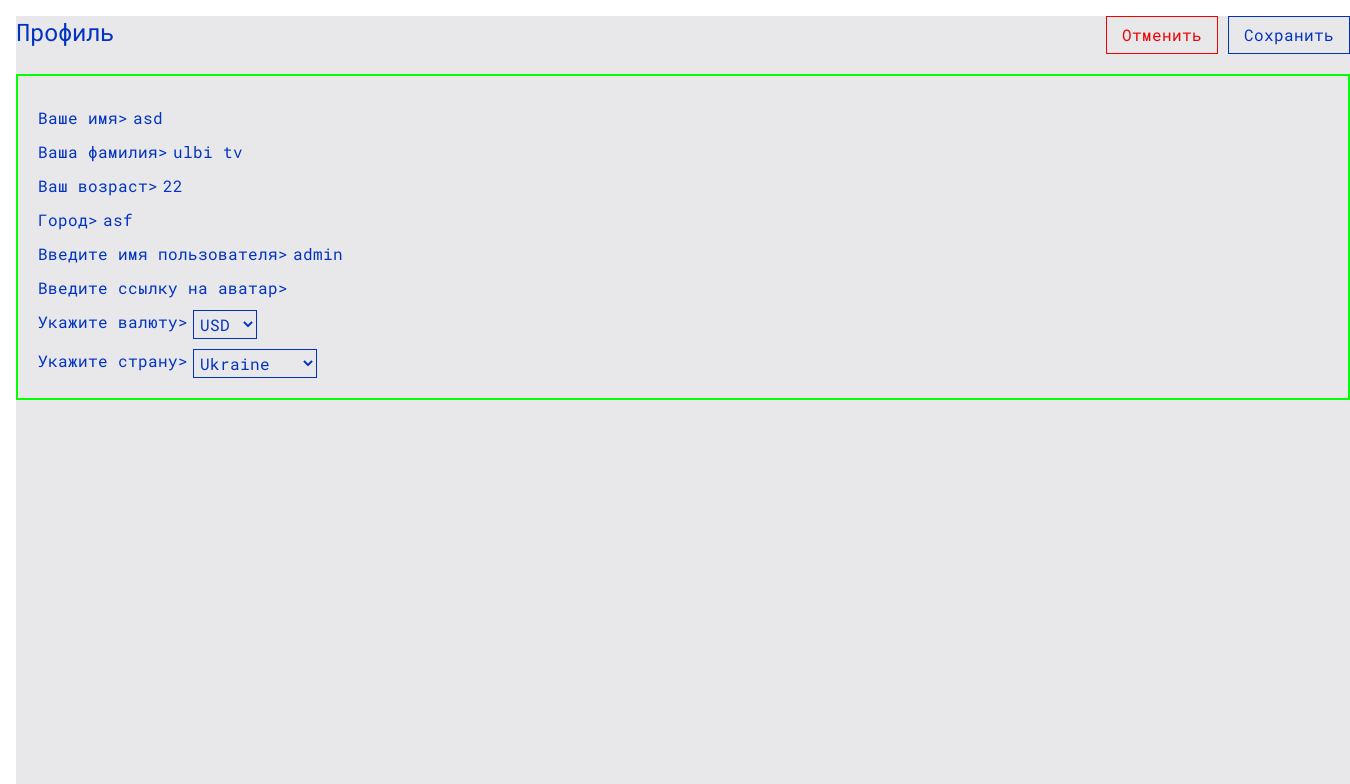 Профиль
Отменить
Сохранить
Ваше имя> asd
Ваша фамилия> ulbi tv
Ваш возраст> 22
Город> asf
Введите имя пользователя> admin
Введите ссылку на аватар>
Укажите валюту> USD
Укажите страну> Ukraine